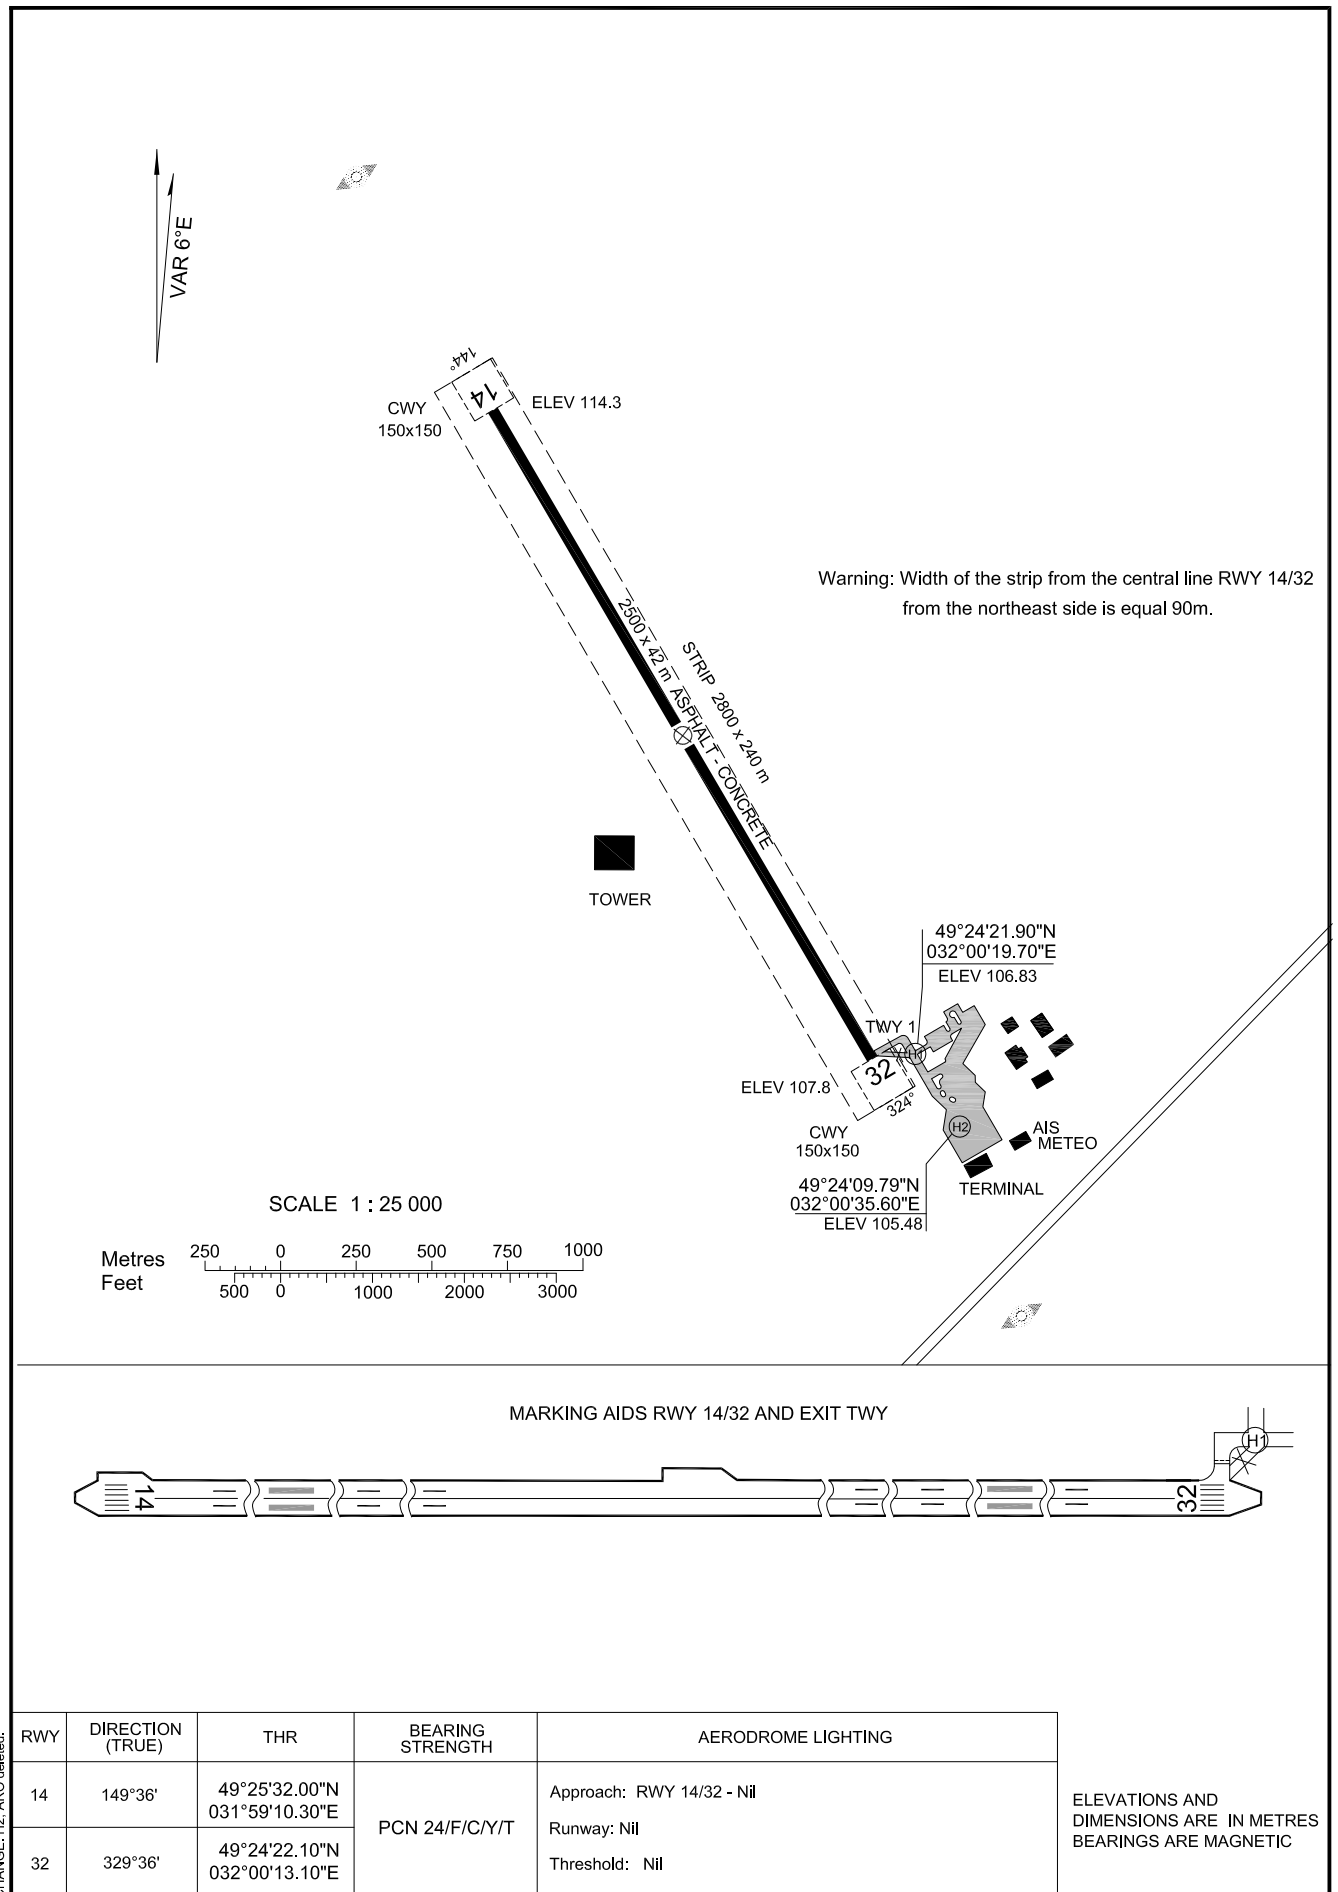 VAR 6°E
144°
14
CWY
150x150
ELEV 114.3
Warning: Width of the strip from the central line RWY 14/32
from the northeast side is equal 90m.
2500 x 42 m ASPHALT - CONCRETE
STRIP 2800 x 240 m
TOWER
49°24'21.90"N
032°00'19.70"E
ELEV 106.83
TWY 1
H1
32
ELEV 107.8
324°
CWY
150x150
H2
AIS
METEO
TERMINAL
49°24'09.79"N
032°00'35.60"E
ELEV 105.48
SCALE 1 : 25 000
Metres 250 0 250 500 750 1000
Feet 500 0 1000 2000 3000
MARKING AIDS RWY 14/32 AND EXIT TWY
H1
14
32
RWY DIRECTION (TRUE) THR BEARING STRENGTH AERODROME LIGHTING
14 149°36' 49°25'32.00"N
031°59'10.30"E
32 329°36' 49°24'22.10"N
032°00'13.10"E
PCN 24/F/C/Y/T
Approach: RWY 14/32 - Nil
Runway: Nil
Threshold: Nil
ELEVATIONS AND
DIMENSIONS ARE IN METRES
BEARINGS ARE MAGNETIC